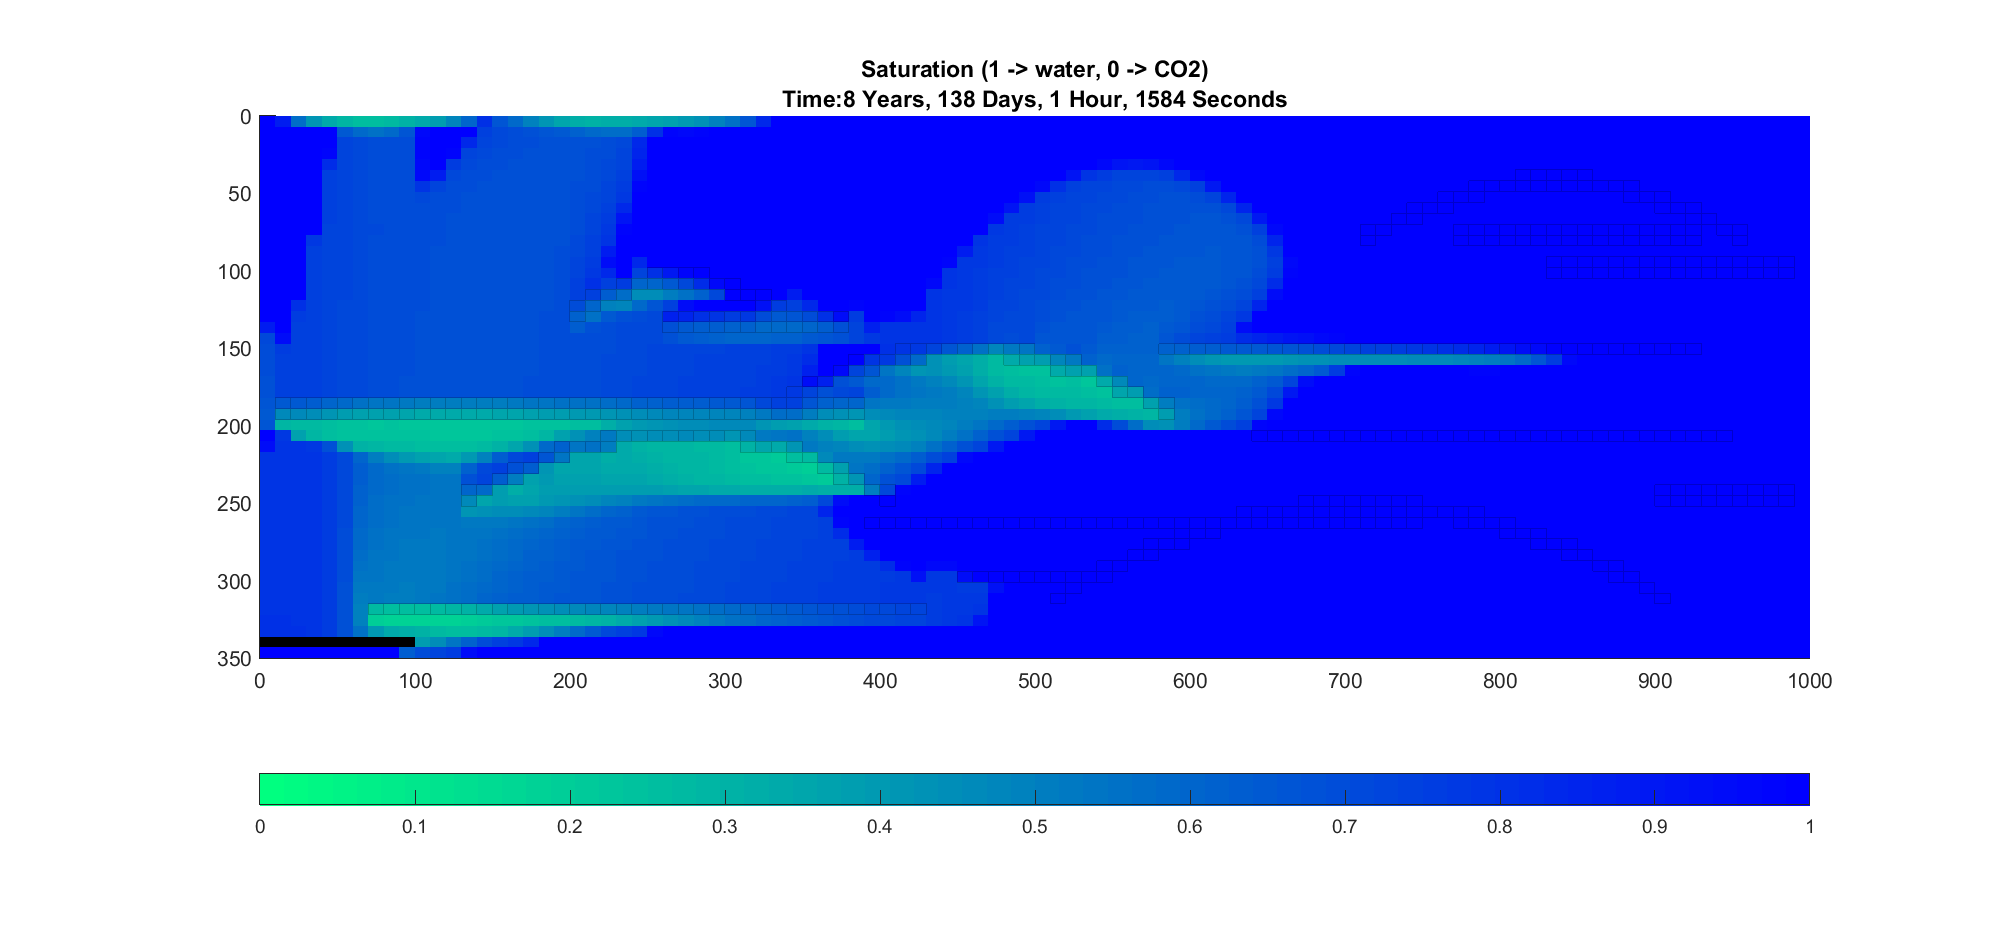 Saturation (1 -> water, 0 -> CO2)
Time:8 Years, 138 Days, 1 Hour, 1584 Seconds
0
50
100
150
200
250
300
350
0 100 200 300 400 500 600 700 800 900 1000
0 0.1 0.2 0.3 0.4 0.5 0.6 0.7 0.8 0.9 1